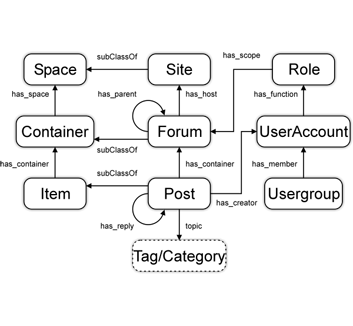 has_scope
subClassOf
Space
Site
Role
has_space
has_parent
has_host
has_function
Container
Forum
UserAccount
subClassOf
has_container
has_container
has_member
subClassOf
Item
Post
Usergroup
has_creator
has_reply
topic
Tag/Category